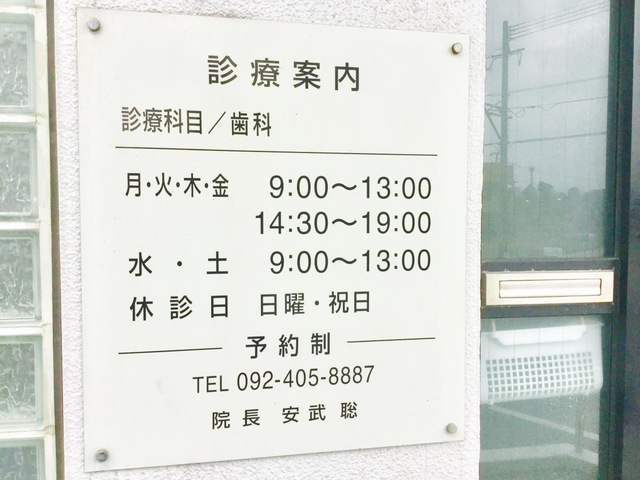 診療案内
診療科目／歯科
月・火・木・金 9:00〜13:00
14:30〜19:00
水・土 9:00〜13:00
休診日 日曜・祝日
予約制
TEL 092-405-8887
院長 安武 聡